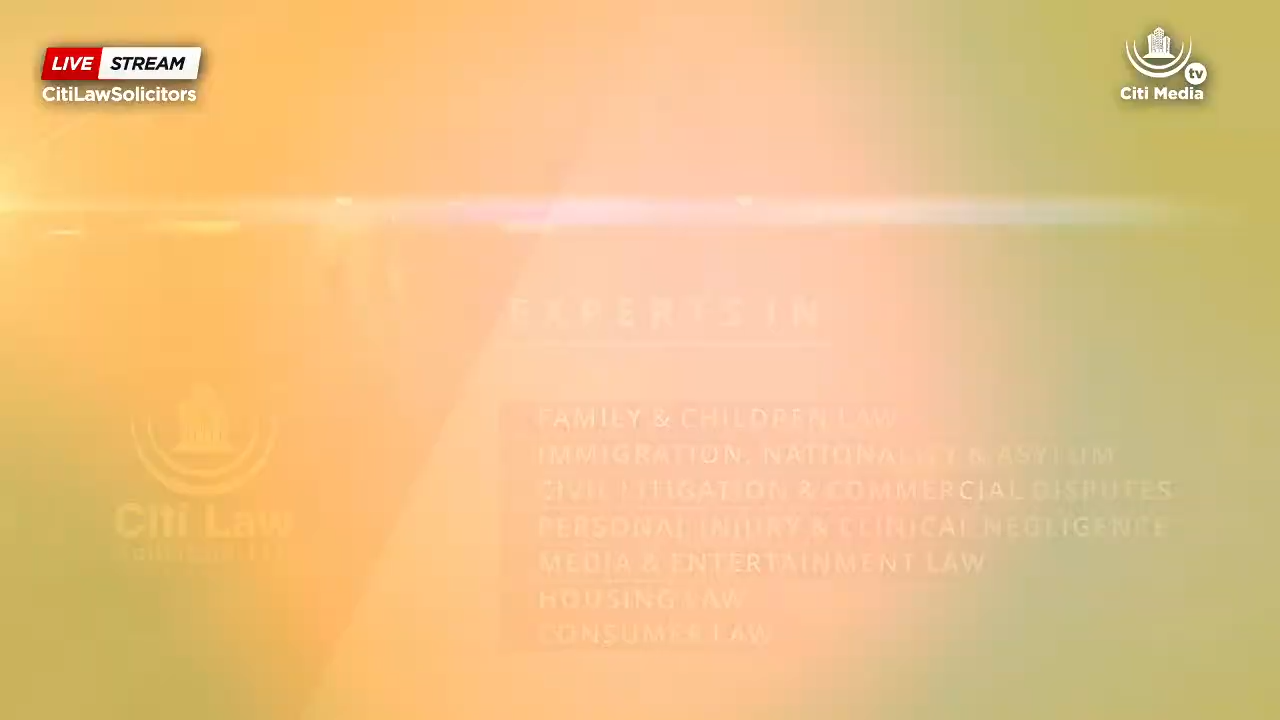 LIVE STREAM
CitiLawSolicitors
tv
Citi Media
EXPERTS IN
FAMILY & CHILDREN LAW
IMMIGRATION, NATIONALITY & ASYLUM
CIVIL LITIGATION & COMMERCIAL DISPUTES
PERSONAL INJURY & CLINICAL NEGLIGENCE
MEDIA & ENTERTAINMENT LAW
HOUSING LAW
CONSUMER LAW
Citi Law